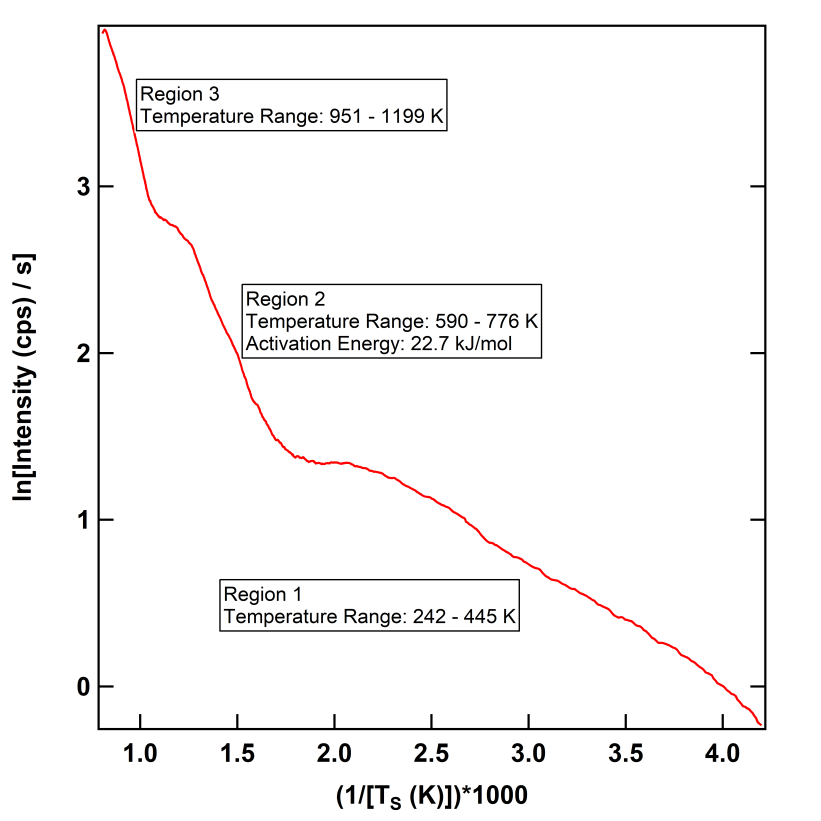 Region 3
Temperature Range: 951 - 1199 K
3
Region 2
Temperature Range: 590 - 776 K
Activation Energy: 22.7 kJ/mol
2
ln[Intensity (cps) / s]
1
Region 1
Temperature Range: 242 - 445 K
0
1.0 1.5 2.0 2.5 3.0 3.5 4.0
(1/[TS (K)])*1000